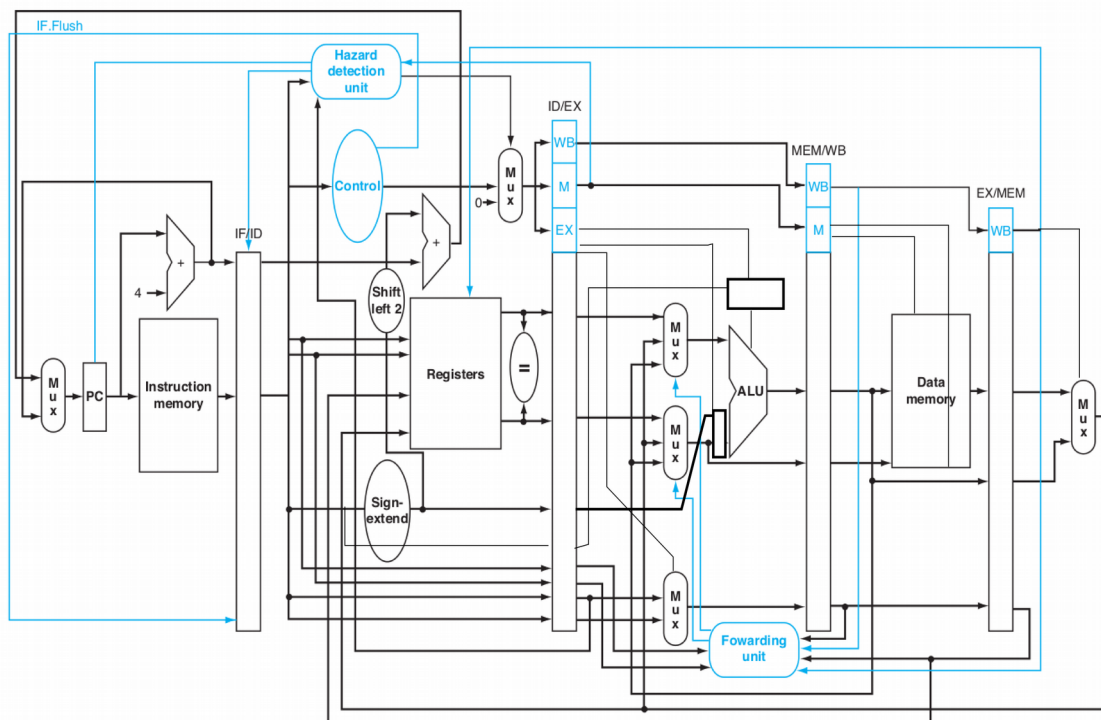 IF.Flush
Hazard
detection
unit
ID/EX
WB
MEM/WB
Control
M
u
x
M
WB
EX/MEM
0
IF/ID
EX
M
WB
+
+
4
Shift
left 2
M
u
x
Registers
=
M
u
x
PC
Instruction
memory
ALU
Data
memory
M
u
x
M
u
x
Sign-
extend
M
u
x
Fowarding
unit